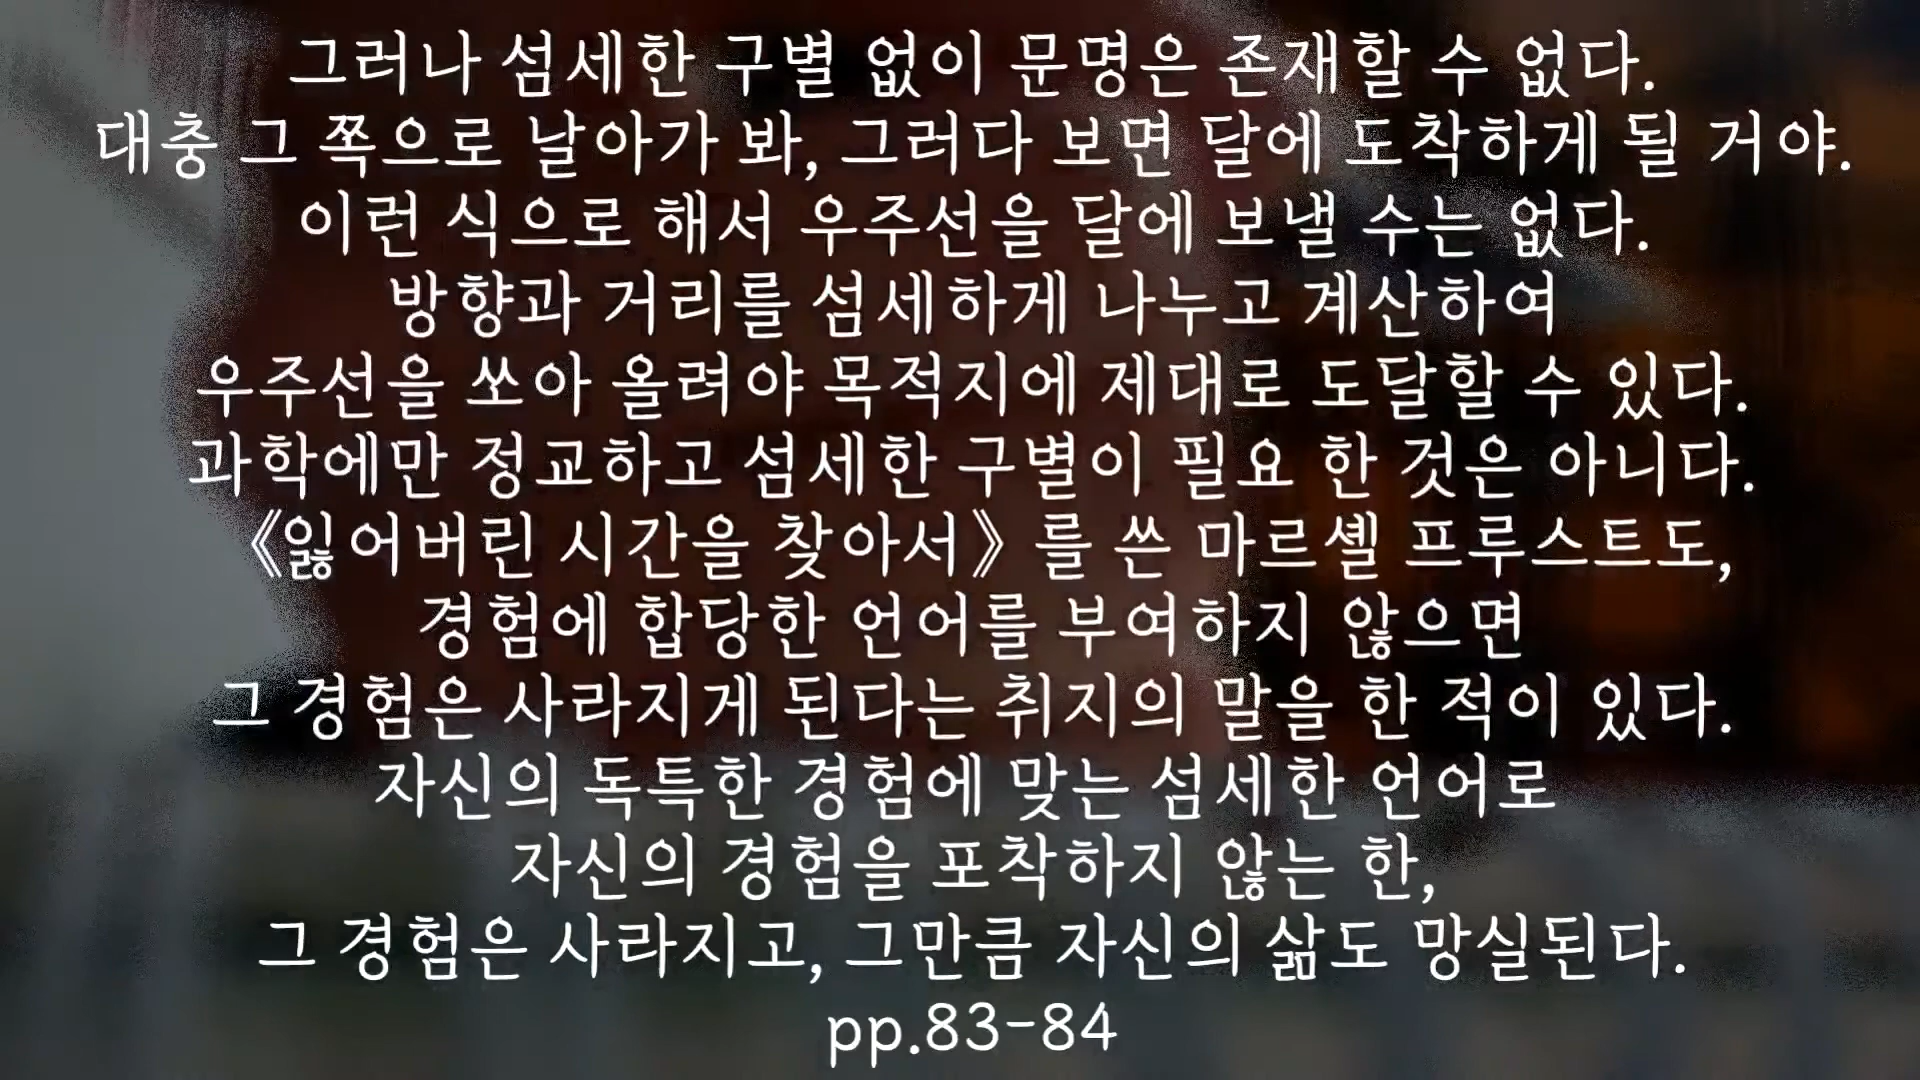 그러나 섬세한 구별 없이 문명은 존재할 수 없다.
대충 그 쪽으로 날아가 봐, 그러다 보면 달에 도착하게 될 거야.
이런 식으로 해서 우주선을 달에 보낼 수는 없다.
방향과 거리를 섬세하게 나누고 계산하여
우주선을 쏘아 올려야 목적지에 제대로 도달할 수 있다.
과학에만 정교하고 섬세한 구별이 필요 한 것은 아니다.
《잃어버린 시간을 찾아서》를 쓴 마르셸 프루스트도,
경험에 합당한 언어를 부여하지 않으면
그 경험은 사라지게 된다는 취지의 말을 한 적이 있다.
자신의 독특한 경험에 맞는 섬세한 언어로
자신의 경험을 포착하지 않는 한,
그 경험은 사라지고, 그만큼 자신의 삶도 망실된다.
pp.83-84